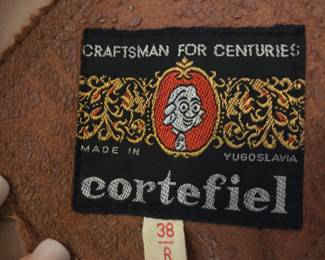 CRAFTSMAN FOR CENTURIES
MADE IN YUGOSLAVIA
cortefiel
38
R